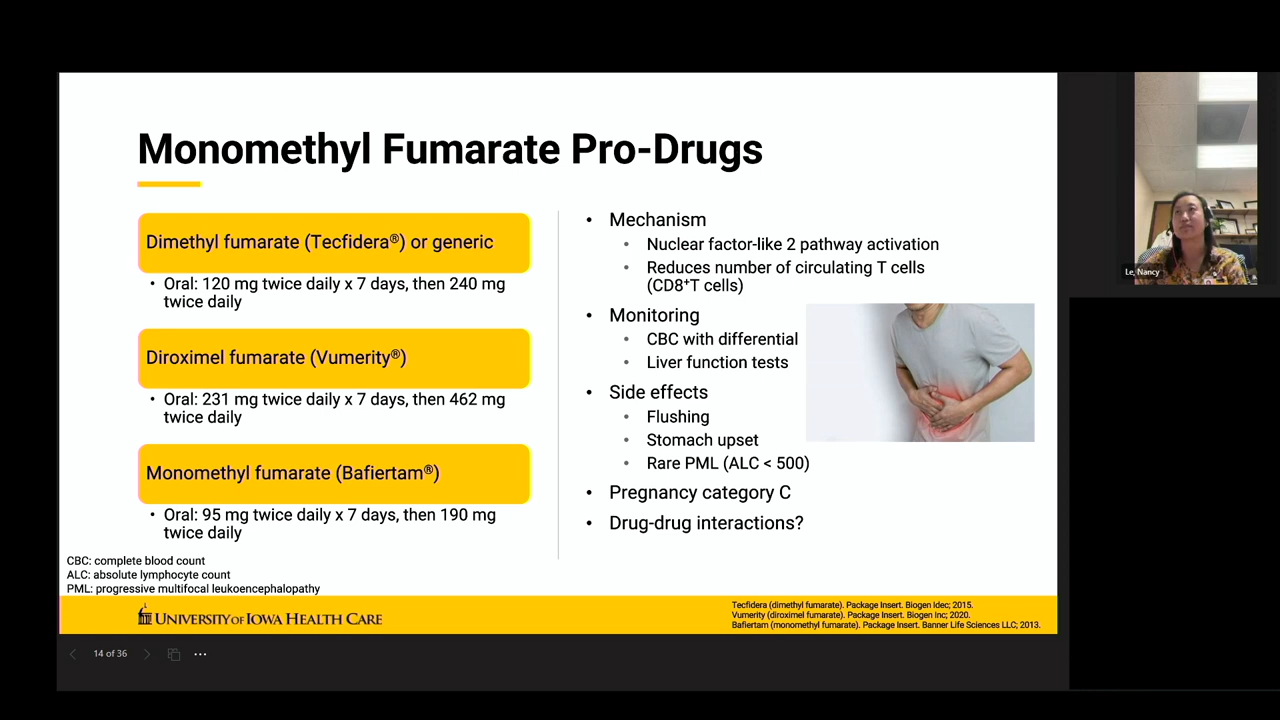 Monomethyl Fumarate Pro-Drugs
Dimethyl fumarate (Tecfidera®) or generic
• Oral: 120 mg twice daily x 7 days, then 240 mg
twice daily
Diroximel fumarate (Vumerity®)
• Oral: 231 mg twice daily x 7 days, then 462 mg
twice daily
Monomethyl fumarate (Bafiertam®)
• Oral: 95 mg twice daily x 7 days, then 190 mg
twice daily
• Mechanism
• Nuclear factor-like 2 pathway activation
• Reduces number of circulating T cells
(CD8⁺T cells)
• Monitoring
• CBC with differential
• Liver function tests
• Side effects
• Flushing
• Stomach upset
• Rare PML (ALC < 500)
• Pregnancy category C
• Drug-drug interactions?
CBC: complete blood count
ALC: absolute lymphocyte count
PML: progressive multifocal leukoencephalopathy
UNIVERSITY OF IOWA HEALTH CARE
Tecfidera (dimethyl fumarate). Package Insert. Biogen Idec; 2015.
Vumerity (diroximel fumarate). Package Insert. Biogen Inc; 2020.
Bafiertam (monomethyl fumarate). Package Insert. Banner Life Sciences LLC; 2013.
14 of 36
Le, Nancy